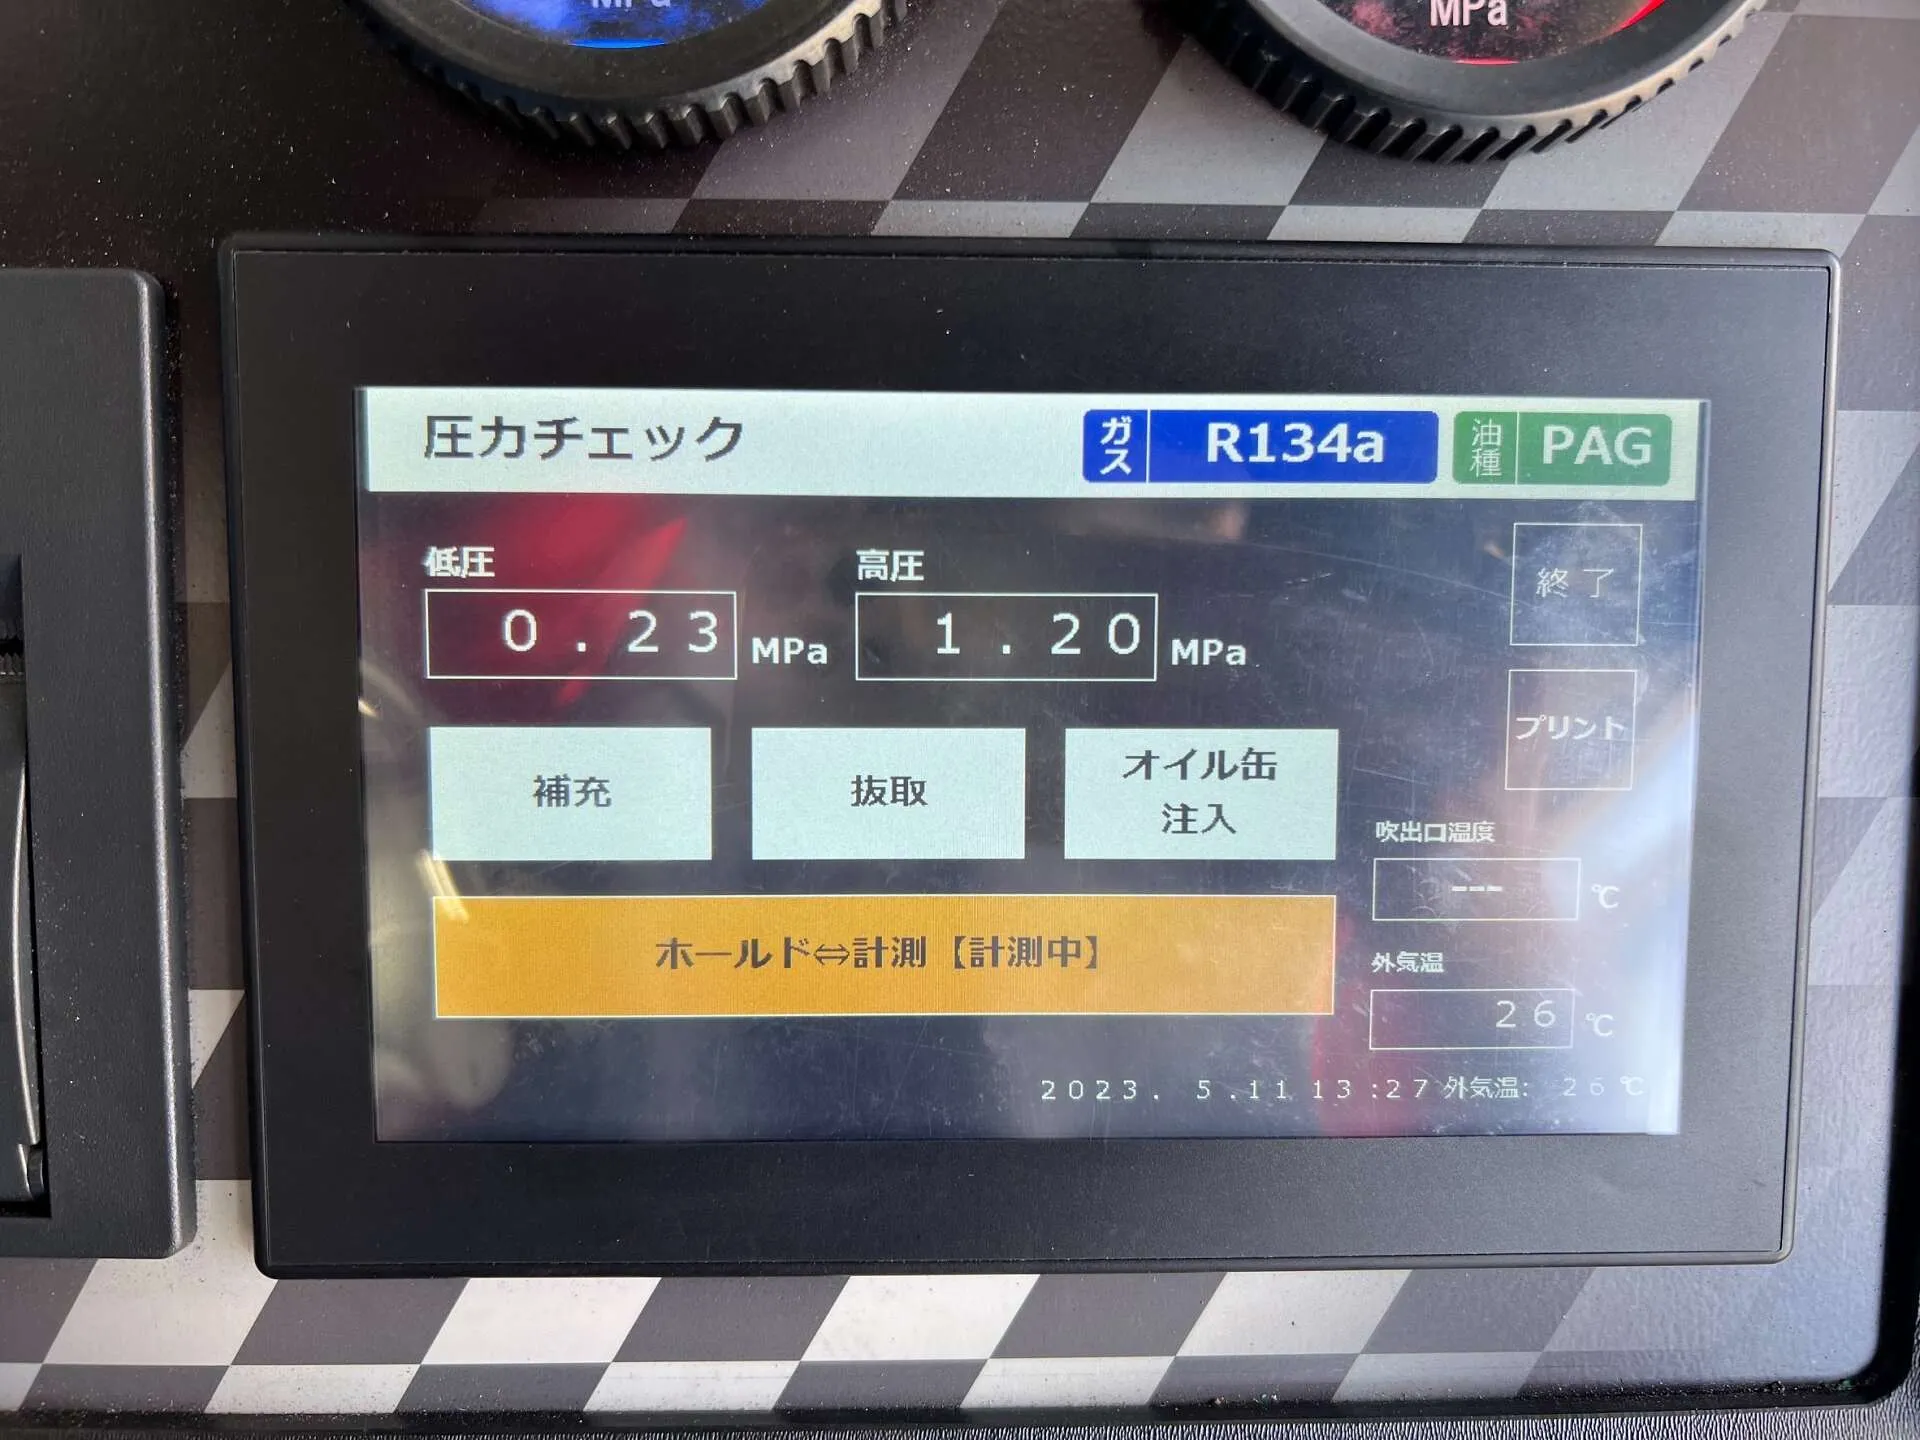 MPa
MPa
圧力チェック
ガス R134a
油種 PAG
低圧
0.23 MPa
高圧
1.20 MPa
終了
プリント
補充
抜取
オイル缶
注入
吹出口温度
--- ℃
ホールド⇔計測【計測中】
外気温
26 ℃
2023. 5.11 13:27 外気温: 26℃